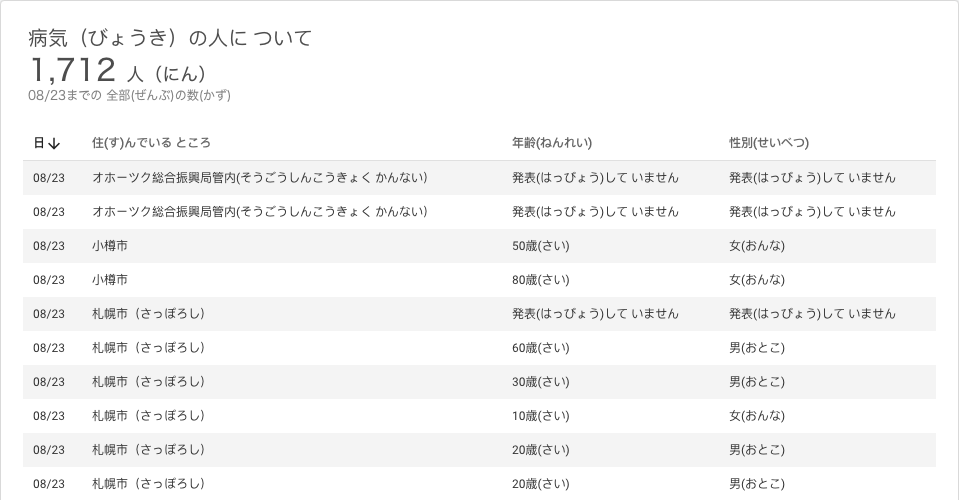 病気（びょうき）の人に ついて
1,712 人（にん）
08/23までの 全部(ぜんぶ)の数(かず)
日↓ 住(す)んでいる ところ 年齢(ねんれい) 性別(せいべつ)
08/23 オホーツク総合振興局管内(そうごうしんこうきょく かんない） 発表(はっぴょう)して いません 発表(はっぴょう)して いません
08/23 オホーツク総合振興局管内(そうごうしんこうきょく かんない） 発表(はっぴょう)して いません 発表(はっぴょう)して いません
08/23 小樽市 50歳(さい) 女(おんな)
08/23 小樽市 80歳(さい) 女(おんな)
08/23 札幌市（さっぽろし） 発表(はっぴょう)して いません 発表(はっぴょう)して いません
08/23 札幌市（さっぽろし） 60歳(さい) 男(おとこ)
08/23 札幌市（さっぽろし） 30歳(さい) 男(おとこ)
08/23 札幌市（さっぽろし） 10歳(さい) 女(おんな)
08/23 札幌市（さっぽろし） 20歳(さい) 男(おとこ)
08/23 札幌市（さっぽろし） 20歳(さい) 男(おとこ)